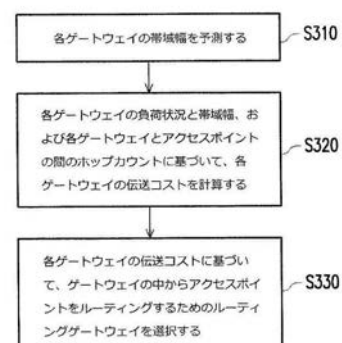 各ゲートウェイの帯域幅を予測する
S310
各ゲートウェイの負荷状況と帯域幅、お
よび各ゲートウェイとアクセスポイント
の間のホップカウントに基づいて、各
ゲートウェイの伝送コストを計算する
S320
各ゲートウェイの伝送コストに基づい
て、ゲートウェイの中からアクセスポイ
ントをルーティングするためのルーティ
ングゲートウェイを選択する
S330